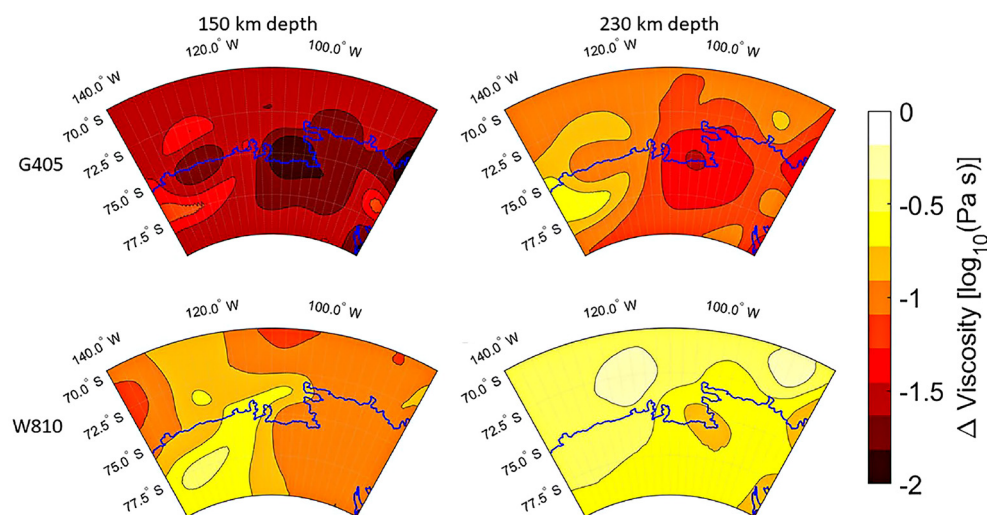 150 km depth
230 km depth
120.0° W
100.0° W
140.0° W
70.0° S
72.5° S
75.0° S
77.5° S
120.0° W
100.0° W
140.0° W
70.0° S
72.5° S
75.0° S
77.5° S
G405
120.0° W
100.0° W
140.0° W
70.0° S
72.5° S
75.0° S
77.5° S
120.0° W
100.0° W
140.0° W
70.0° S
72.5° S
75.0° S
77.5° S
W810
0
-0.5
-1
-1.5
-2
Δ Viscosity [log10(Pa s)]